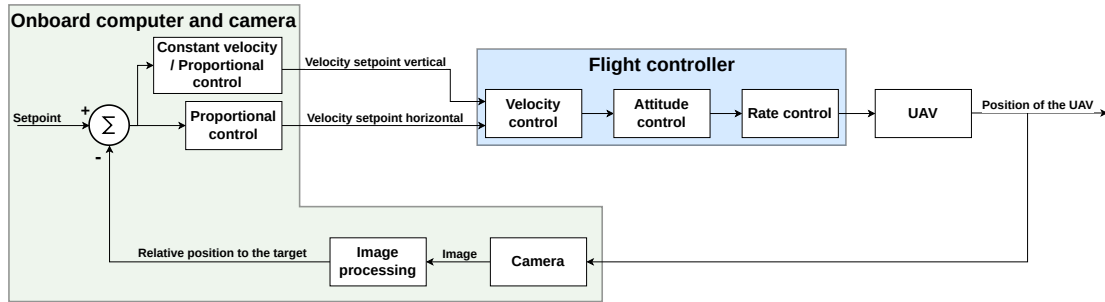 Onboard computer and camera
Constant velocity
/ Proportional
control
Velocity setpoint vertical
Flight controller
+
Setpoint
Σ
-
Proportional
control
Velocity setpoint horizontal
Velocity
control
Attitude
control
Rate control
UAV
Position of the UAV
Relative position to the target
Image
processing
Image
Camera